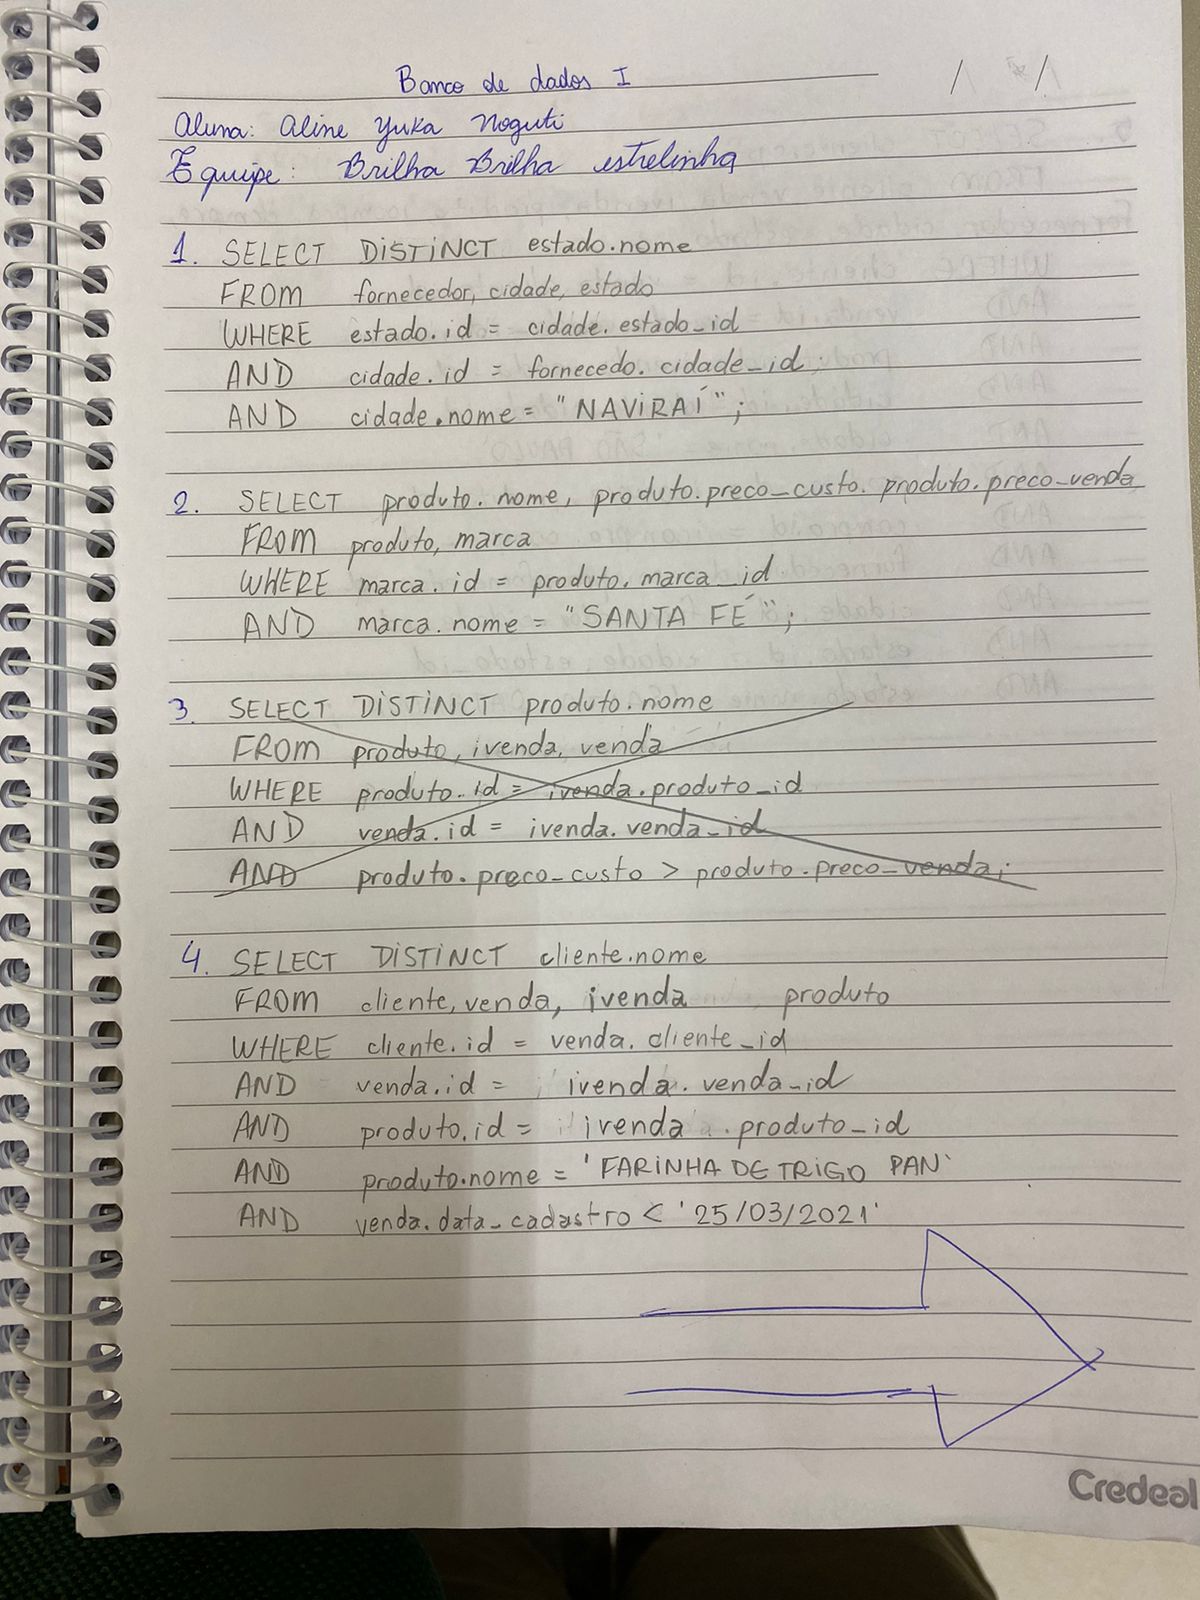 Banco de dados I / /
Aluna: Aline Yuka Noguti
Equipe: Brilha Brilha estrelinha
1. SELECT DISTINCT estado.nome
FROM fornecedor, cidade, estado
WHERE estado.id = cidade.estado_id
AND cidade.id = fornecedo.cidade_id;
AND cidade.nome = "NAVIRAÍ";
2. SELECT produto.nome, produto.preco_custo. produto.preco_venda
FROM produto, marca
WHERE marca.id = produto.marca_id
AND marca.nome = "SANTA FÉ";
3. SELECT DISTINCT produto.nome
FROM produto, ivenda, venda
WHERE produto.id = ivenda.produto_id
AND venda.id = ivenda.venda_id
AND produto.preco_custo > produto.preco_venda;
4. SELECT DISTINCT cliente.nome
FROM cliente, venda, ivenda , produto
WHERE cliente.id = venda.cliente_id
AND venda.id = ivenda.venda_id
AND produto.id = ivenda.produto_id
AND produto.nome = 'FARINHA DE TRIGO PAN'
AND venda.data_cadastro < '25/03/2021'
Credeal